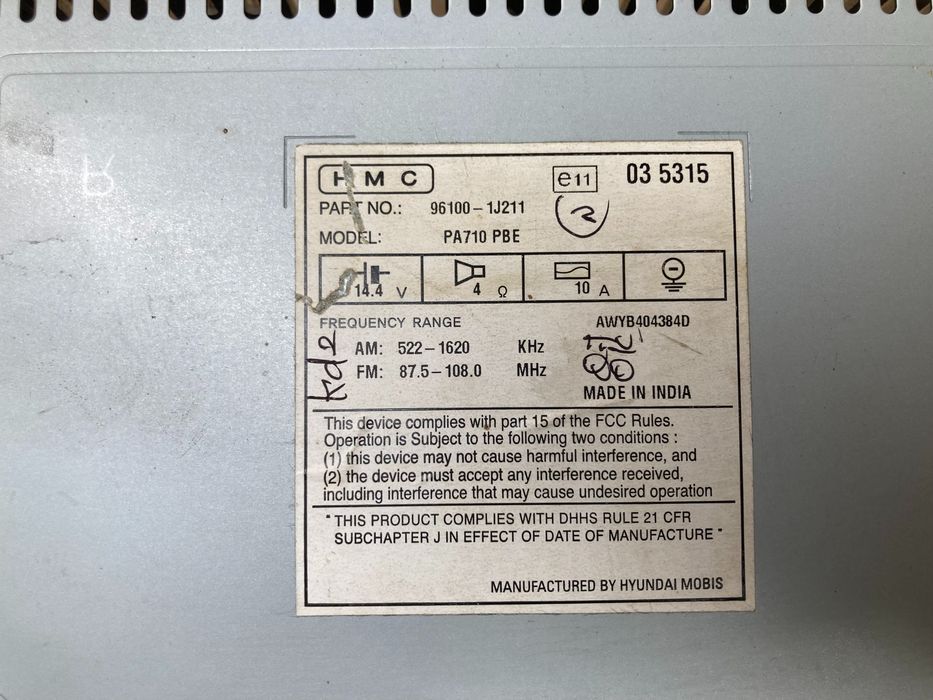 HMC e11 03 5315
PART NO.: 96100-1J211
2
MODEL: PA710 PBE
14.4 V 4 Ω 10 A
FREQUENCY RANGE AWYB404384D
AM: 522-1620 KHz
FM: 87.5-108.0 MHz
kd2
MADE IN INDIA
This device complies with part 15 of the FCC Rules.
Operation is Subject to the following two conditions :
(1) this device may not cause harmful interference, and
(2) the device must accept any interference received,
including interference that may cause undesired operation
" THIS PRODUCT COMPLIES WITH DHHS RULE 21 CFR
SUBCHAPTER J IN EFFECT OF DATE OF MANUFACTURE "
MANUFACTURED BY HYUNDAI MOBIS